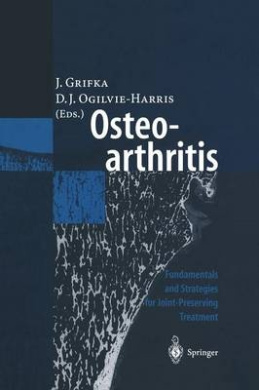 J. GRIFKA
D. J. OGILVIE-HARRIS
(EDS.)
Osteo-
arthritis
Fundamentals
and Strategies
for Joint-Preserving
Treatment
Springer